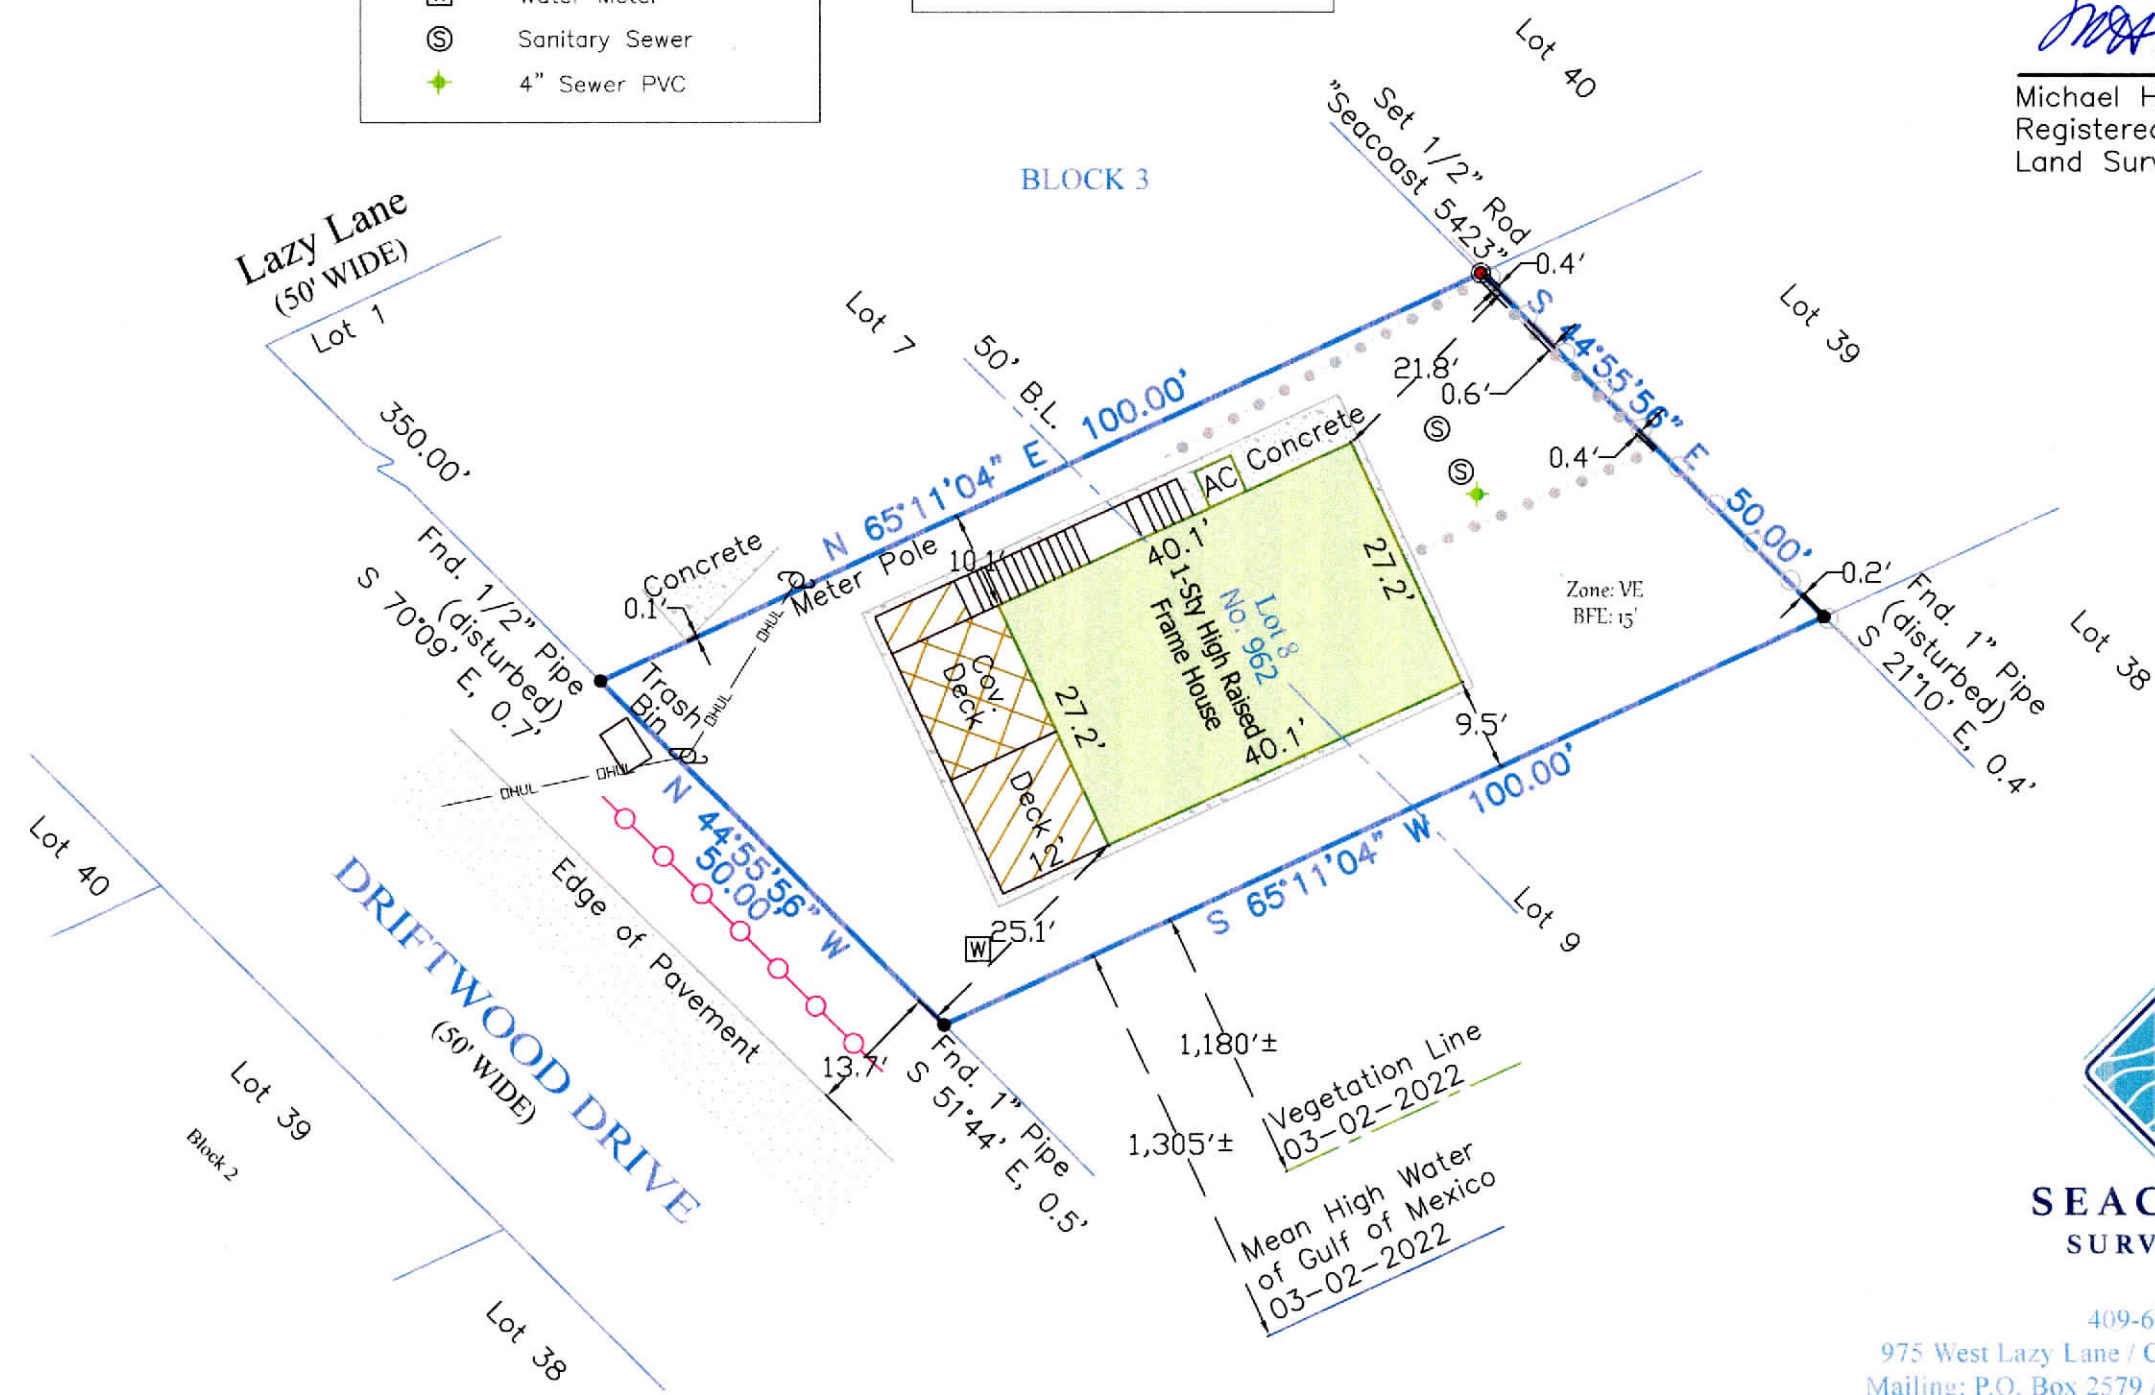 Sanitary Sewer
S
4" Sewer PVC
Michael
Registered
Land
BLOCK 3
Lazy Lane
(50' WIDE)
Lot 1
350.00'
Lot 7
50' B.L.
Set 1/2" Rod
"Seacoast 5423"
Lot 40
Lot 39
0.4'
S 44°55'56" E 50.00'
21.8'
0.6'
0.4'
0.2'
N 65°11'04" E 100.00'
Concrete
0.1'
Meter Pole
10.1'
AC
Concrete
S
S
Fnd. 1/2" Pipe
(disturbed)
S 70°09' E, 0.7'
Trash
Bin
OHUL
OHUL
OHUL
OHUL
Cov.
Deck
Deck
12'
27.2'
40.1'
1-Sty High Raised
Frame House
Lot 8
No. 962
40.1'
27.2'
9.5'
Zone: VE
BFE: 15'
Fnd. 1" Pipe
(disturbed)
S 21°10' E, 0.4'
Lot 38
N 44°55'56" W
50.00'
S 65°11'04" W 100.00'
Lot 9
W
25.1'
Edge of Pavement
13.7'
Fnd. 1" Pipe
S 51°44' E, 0.5'
DRIFTWOOD DRIVE
(50' WIDE)
Lot 40
Lot 39
Block 2
Lot 38
1,180'±
Vegetation Line
03-02-2022
1,305'±
Mean High Water
of Gulf of Mexico
03-02-2022
409-6
975 West Lazy Lane /
Mailing: P.O. Box 2579